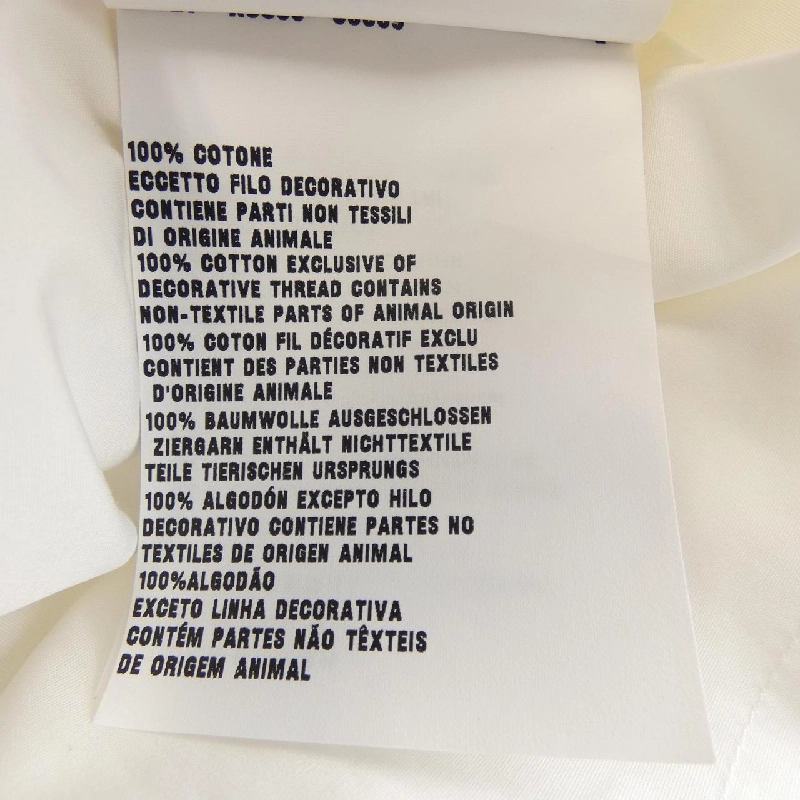 100% COTONE
ECCETTO FILO DECORATIVO
CONTIENE PARTI NON TESSILI
DI ORIGINE ANIMALE
100% COTTON EXCLUSIVE OF
DECORATIVE THREAD CONTAINS
NON-TEXTILE PARTS OF ANIMAL ORIGIN
100% COTON FIL DÉCORATIF EXCLU
CONTIENT DES PARTIES NON TEXTILES
D'ORIGINE ANIMALE
100% BAUMWOLLE AUSGESCHLOSSEN
ZIERGARN ENTHÄLT NICHTTEXTILE
TEILE TIERISCHEN URSPRUNGS
100% ALGODÓN EXCEPTO HILO
DECORATIVO CONTIENE PARTES NO
TEXTILES DE ORIGEN ANIMAL
100%ALGODÃO
EXCETO LINHA DECORATIVA
CONTÉM PARTES NÃO TÊXTEIS
DE ORIGEM ANIMAL